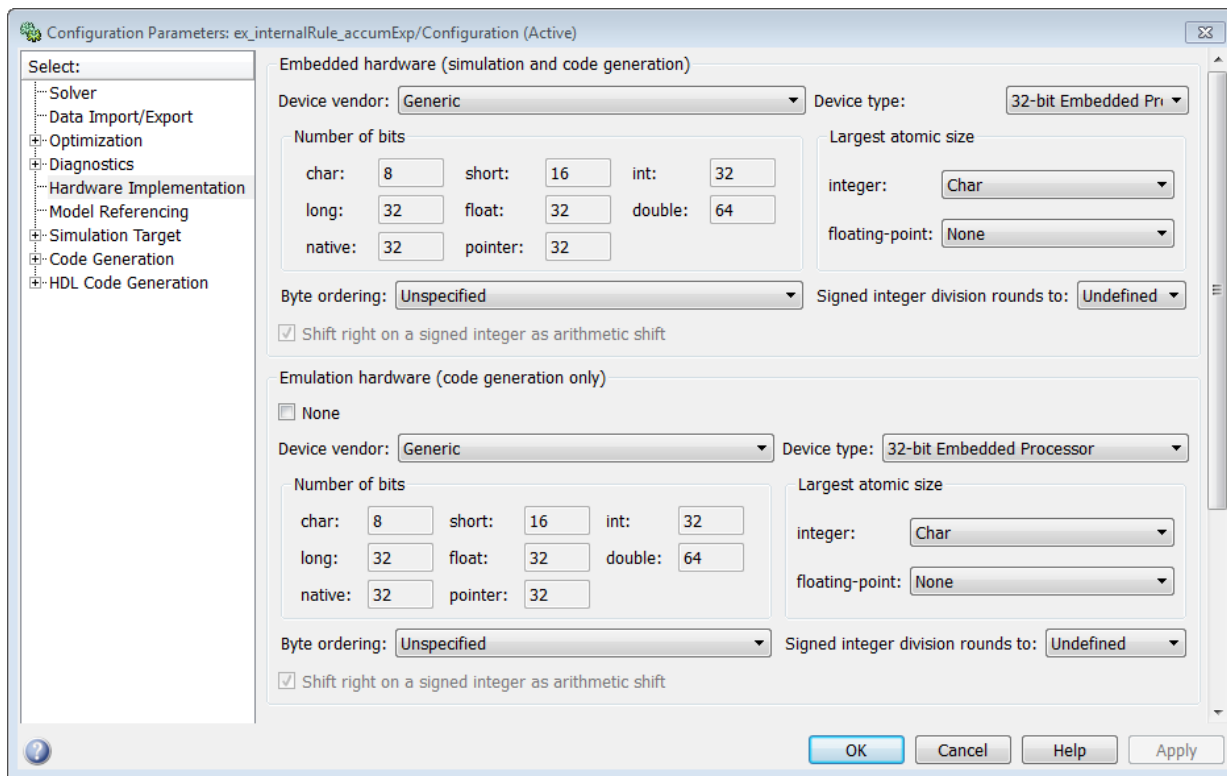 Configuration Parameters: ex_internalRule_accumExp/Configuration (Active)
Select:
Solver
Data Import/Export
Optimization
Diagnostics
Hardware Implementation
Model Referencing
Simulation Target
Code Generation
HDL Code Generation
Embedded hardware (simulation and code generation)
Device vendor: Generic Device type: 32-bit Embedded Pr
Number of bits
char: 8 short: 16 int: 32
long: 32 float: 32 double: 64
native: 32 pointer: 32
Largest atomic size
integer: Char
floating-point: None
Byte ordering: Unspecified Signed integer division rounds to: Undefined
Shift right on a signed integer as arithmetic shift
Emulation hardware (code generation only)
None
Device vendor: Generic Device type: 32-bit Embedded Processor
Number of bits
char: 8 short: 16 int: 32
long: 32 float: 32 double: 64
native: 32 pointer: 32
Largest atomic size
integer: Char
floating-point: None
Byte ordering: Unspecified Signed integer division rounds to: Undefined
Shift right on a signed integer as arithmetic shift
OK Cancel Help Apply